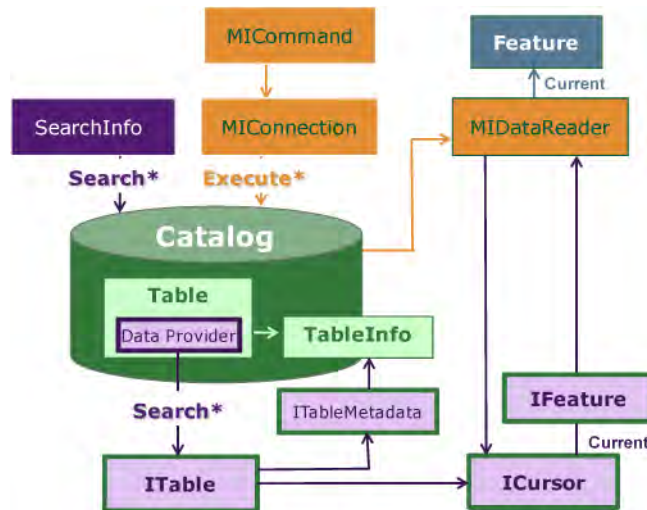 MICommand
Feature
Current
SearchInfo
MIConnection
MIDataReader
Search*
Execute*
Catalog
Table
Data Provider
TableInfo
Search*
ITableMetadata
IFeature
Current
ITable
ICursor